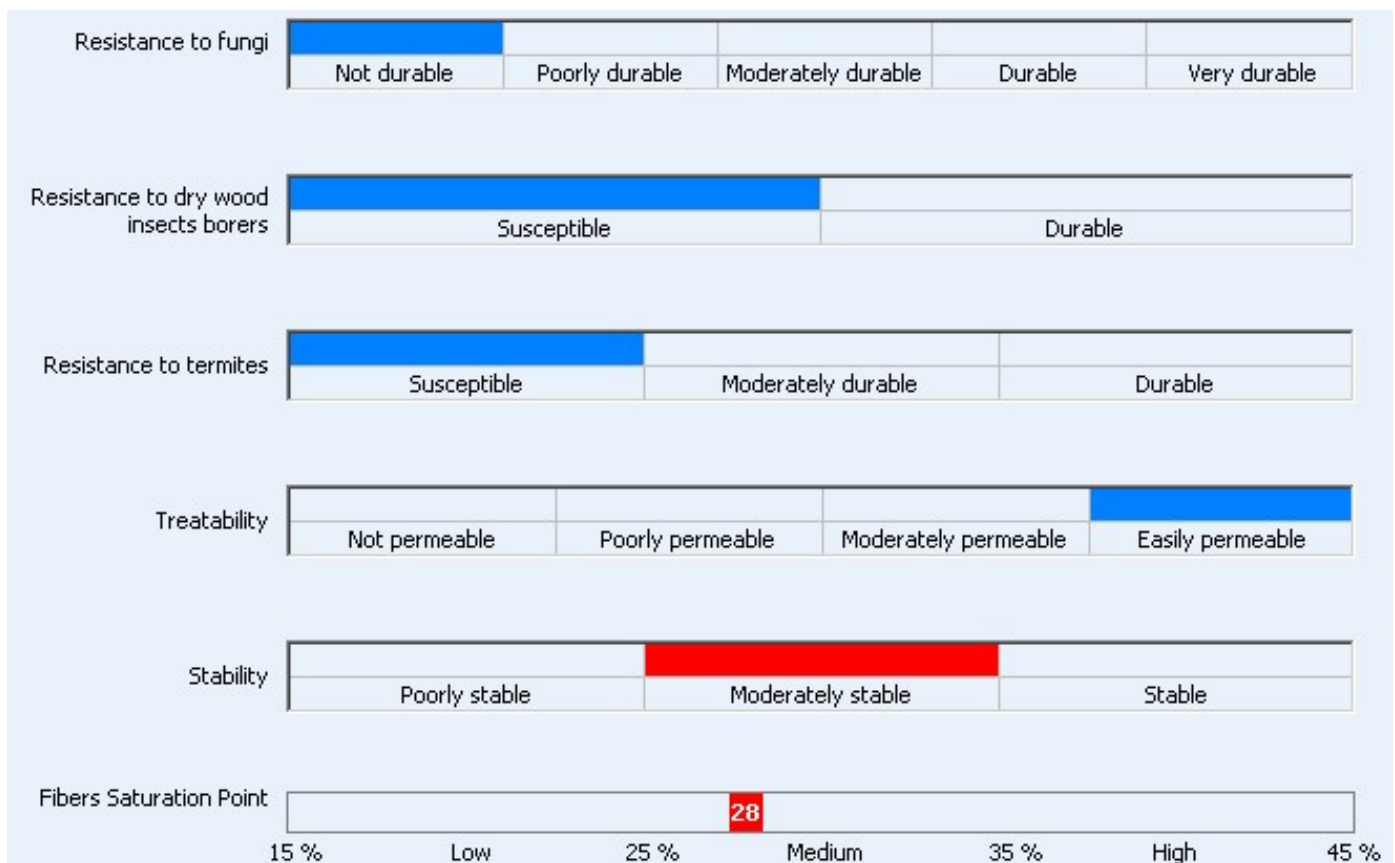 Resistance to fungi
Not durable Poorly durable Moderately durable Durable Very durable
Resistance to dry wood
insects borers
Susceptible Durable
Resistance to termites
Susceptible Moderately durable Durable
Treatability
Not permeable Poorly permeable Moderately permeable Easily permeable
Stability
Poorly stable Moderately stable Stable
Fibers Saturation Point
28
15 % Low 25 % Medium 35 % High 45 %